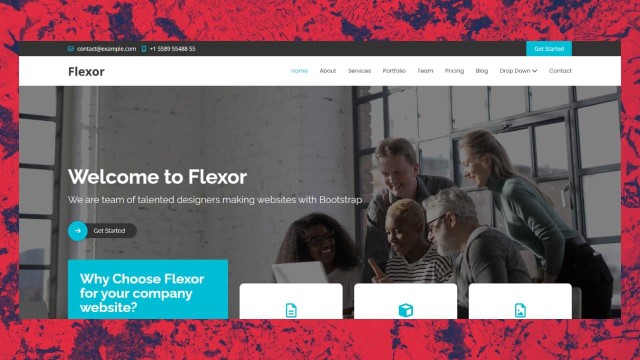 contact@example.com +1 5589 55488 55 Get Started
Flexor Home About Services Portfolio Team Pricing Blog Drop Down Contact
Welcome to Flexor
We are team of talented designers making websites with Bootstrap
Get Started
Why Choose Flexor
for your company
website?